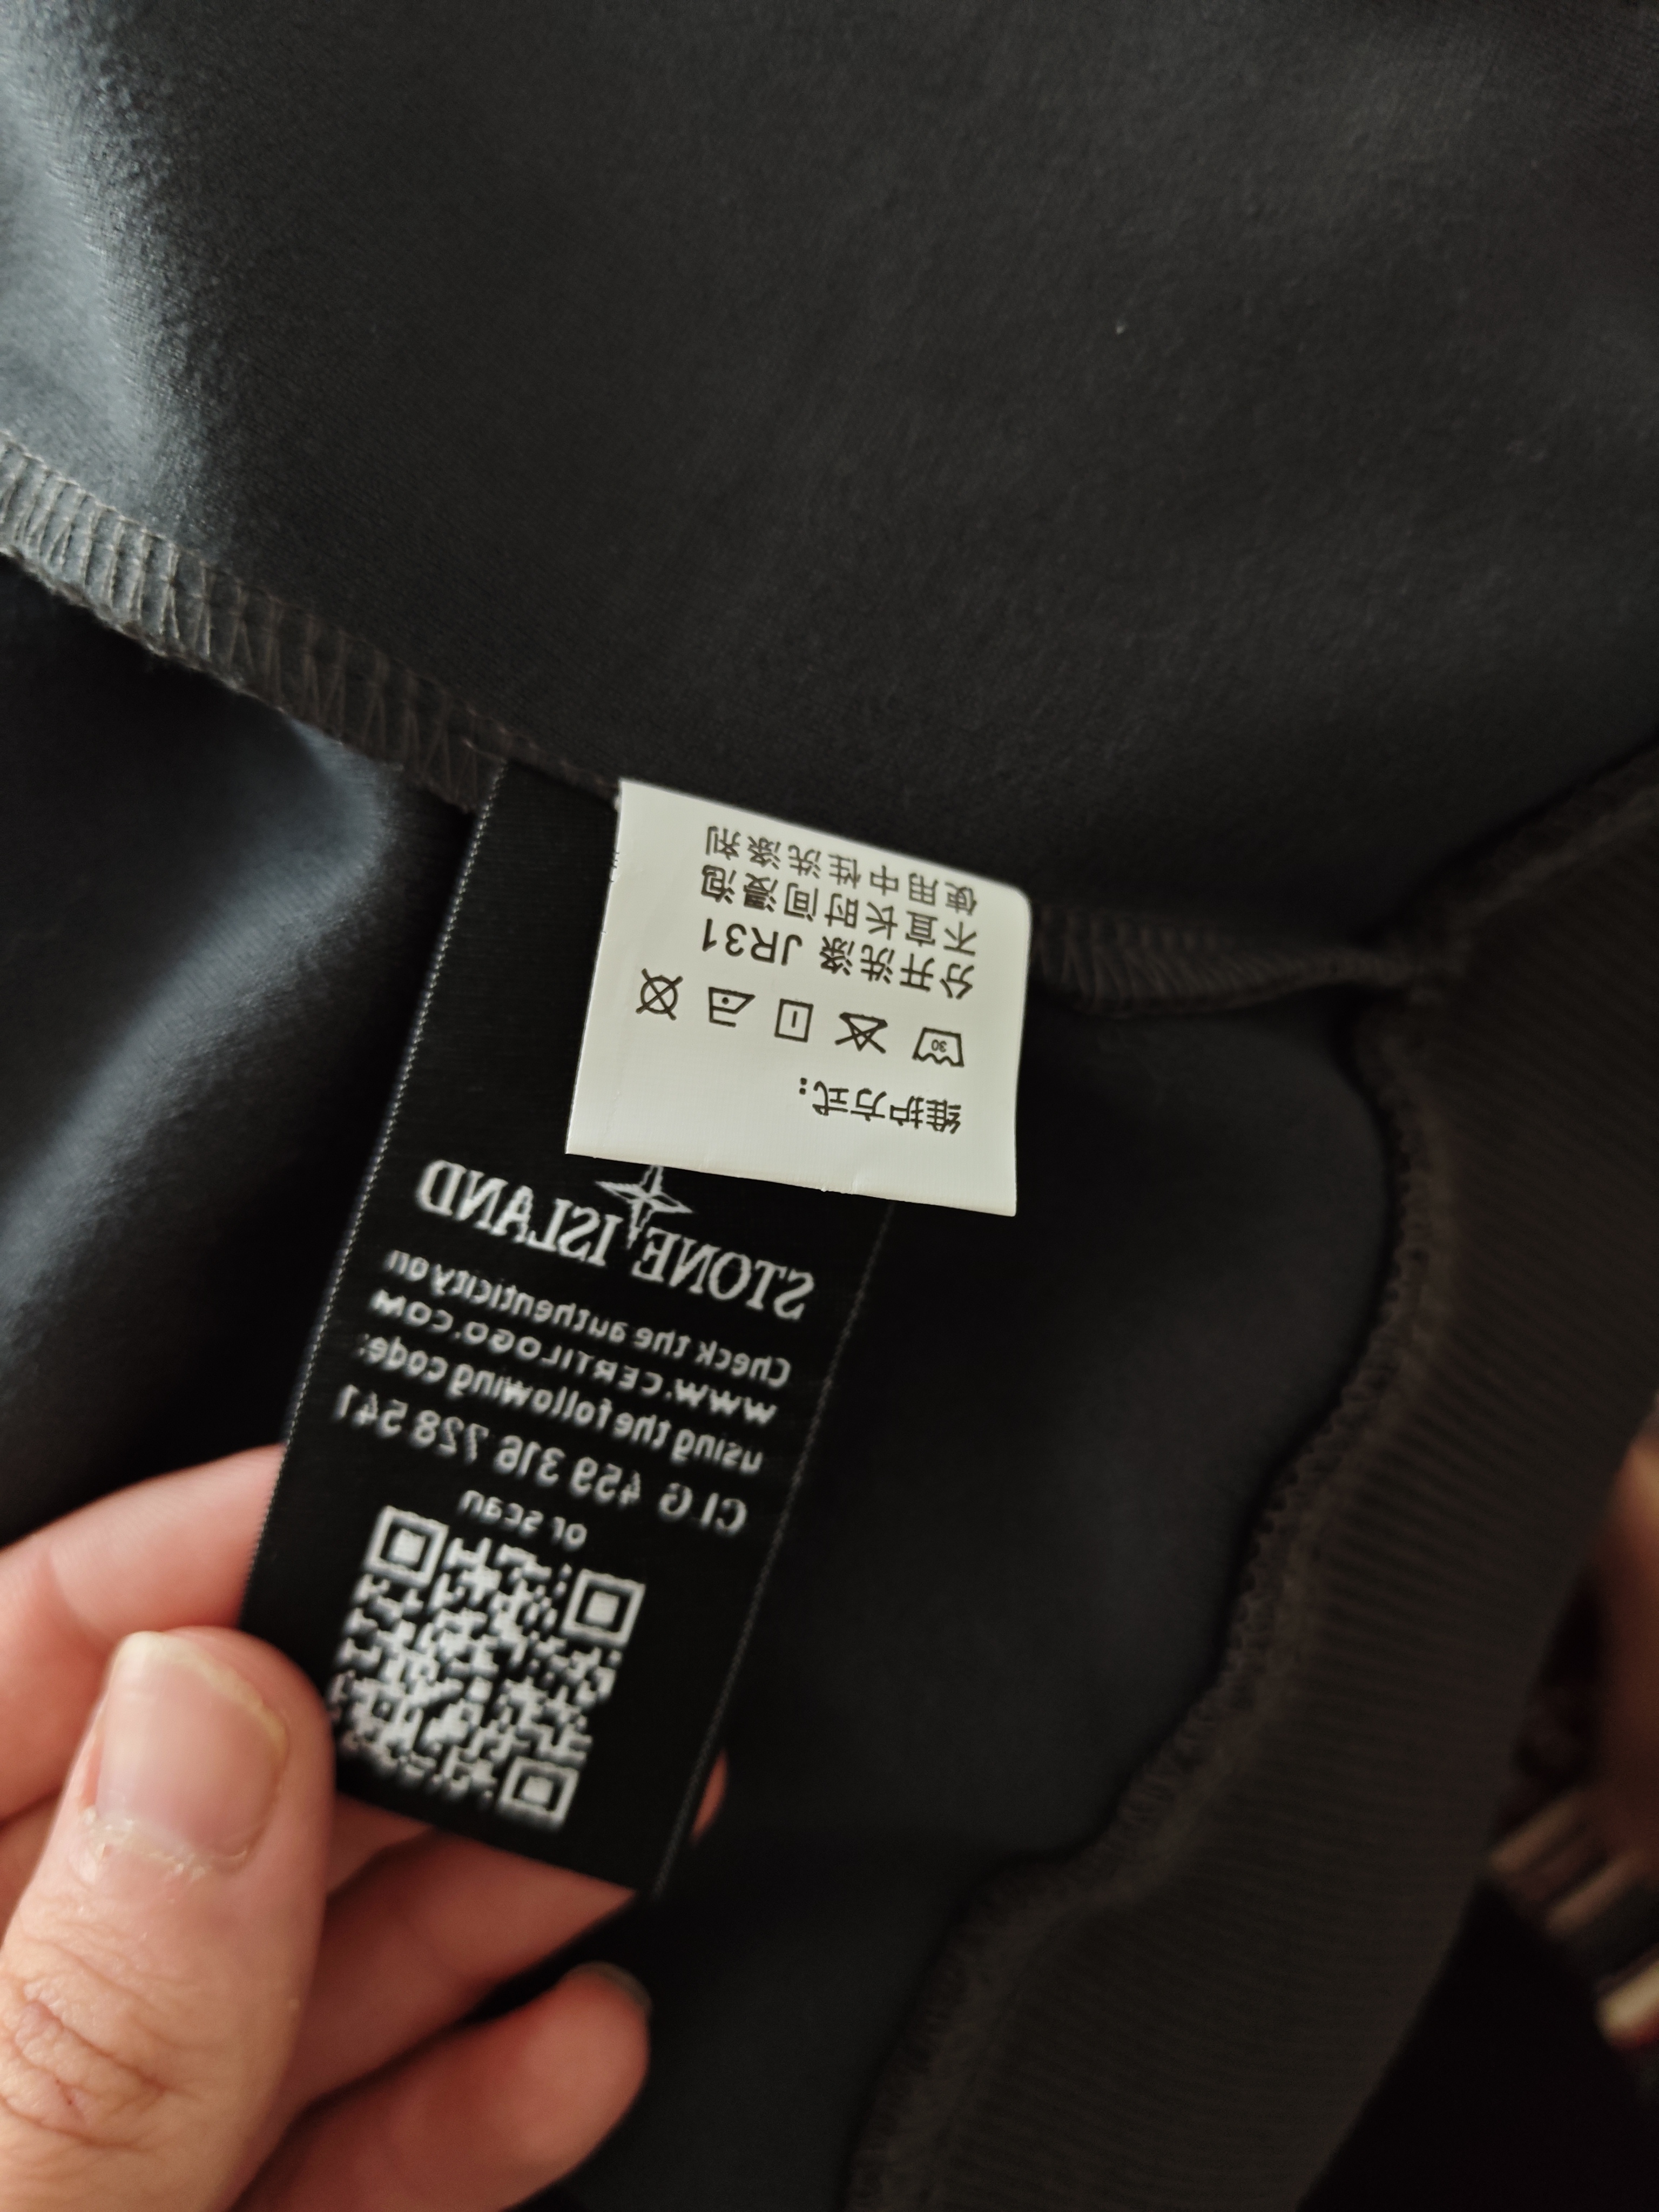 维护方式:
30
分开洗涤 JR31
不宜长时间浸泡
使用中性洗涤剂
STONE ISLAND
Check the authenticity on
WWW.CERTILOGO.COM
using the following code:
CLG 459 316 728 541
or scan